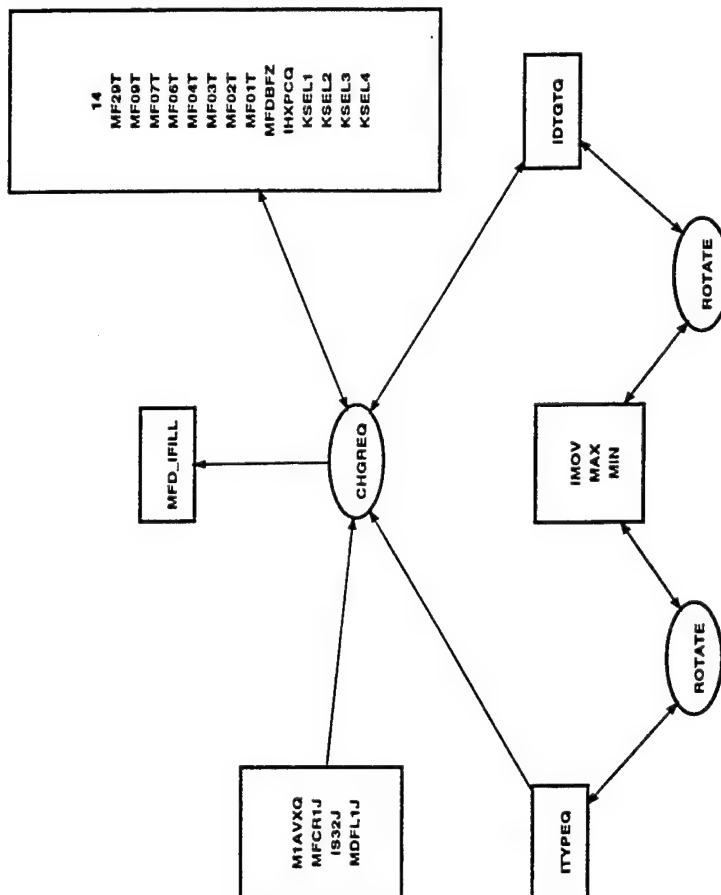 14
MF29T
MF09T
MF07T
MF06T
MF04T
MF03T
MF02T
MF01T
MFDBFZ
IHXPCQ
KSEL1
KSEL2
KSEL3
KSEL4
MFD_IFILL
IDTGTQ
CHGREQ
ROTATE
IMOV
MAX
MIN
M1AVXQ
MFCR1J
IS32J
MDFL1J
ROTATE
ITYPEQ